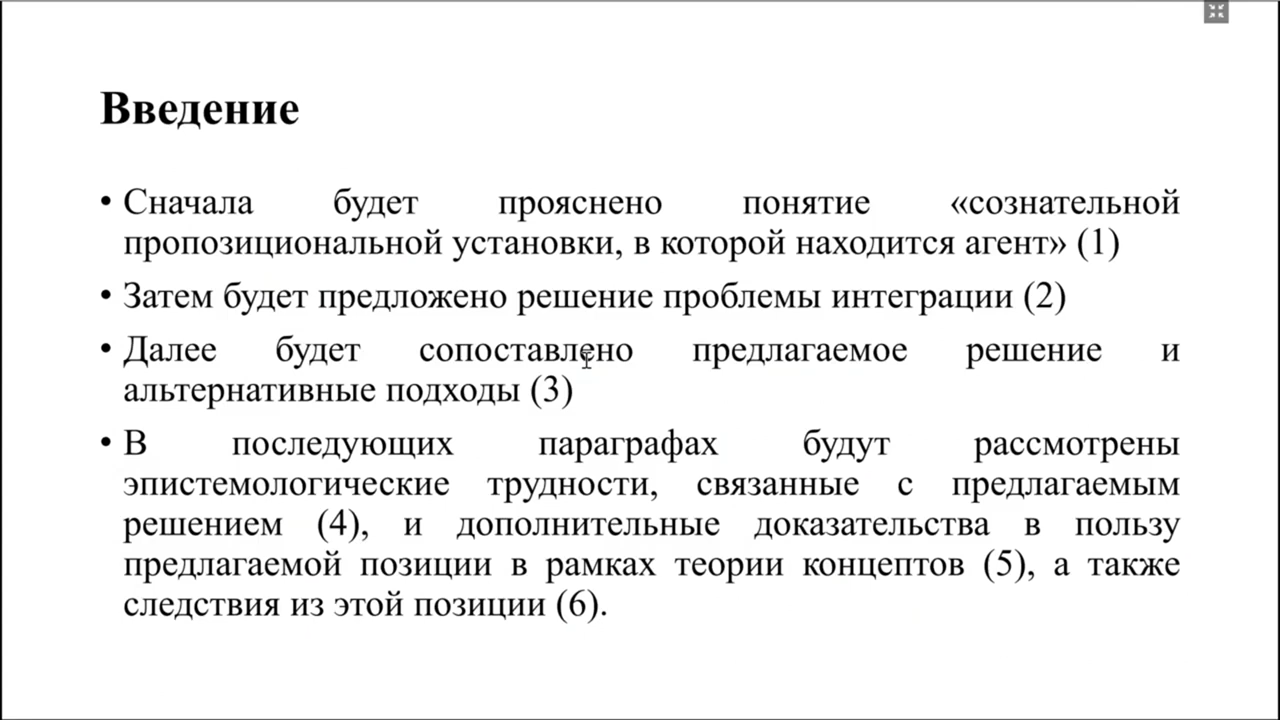 Введение
• Сначала будет прояснено понятие «сознательной
пропозициональной установки, в которой находится агент» (1)
• Затем будет предложено решение проблемы интеграции (2)
• Далее будет сопоставлено предлагаемое решение и
альтернативные подходы (3)
• В последующих параграфах будут рассмотрены
эпистемологические трудности, связанные с предлагаемым
решением (4), и дополнительные доказательства в пользу
предлагаемой позиции в рамках теории концептов (5), а также
следствия из этой позиции (6).